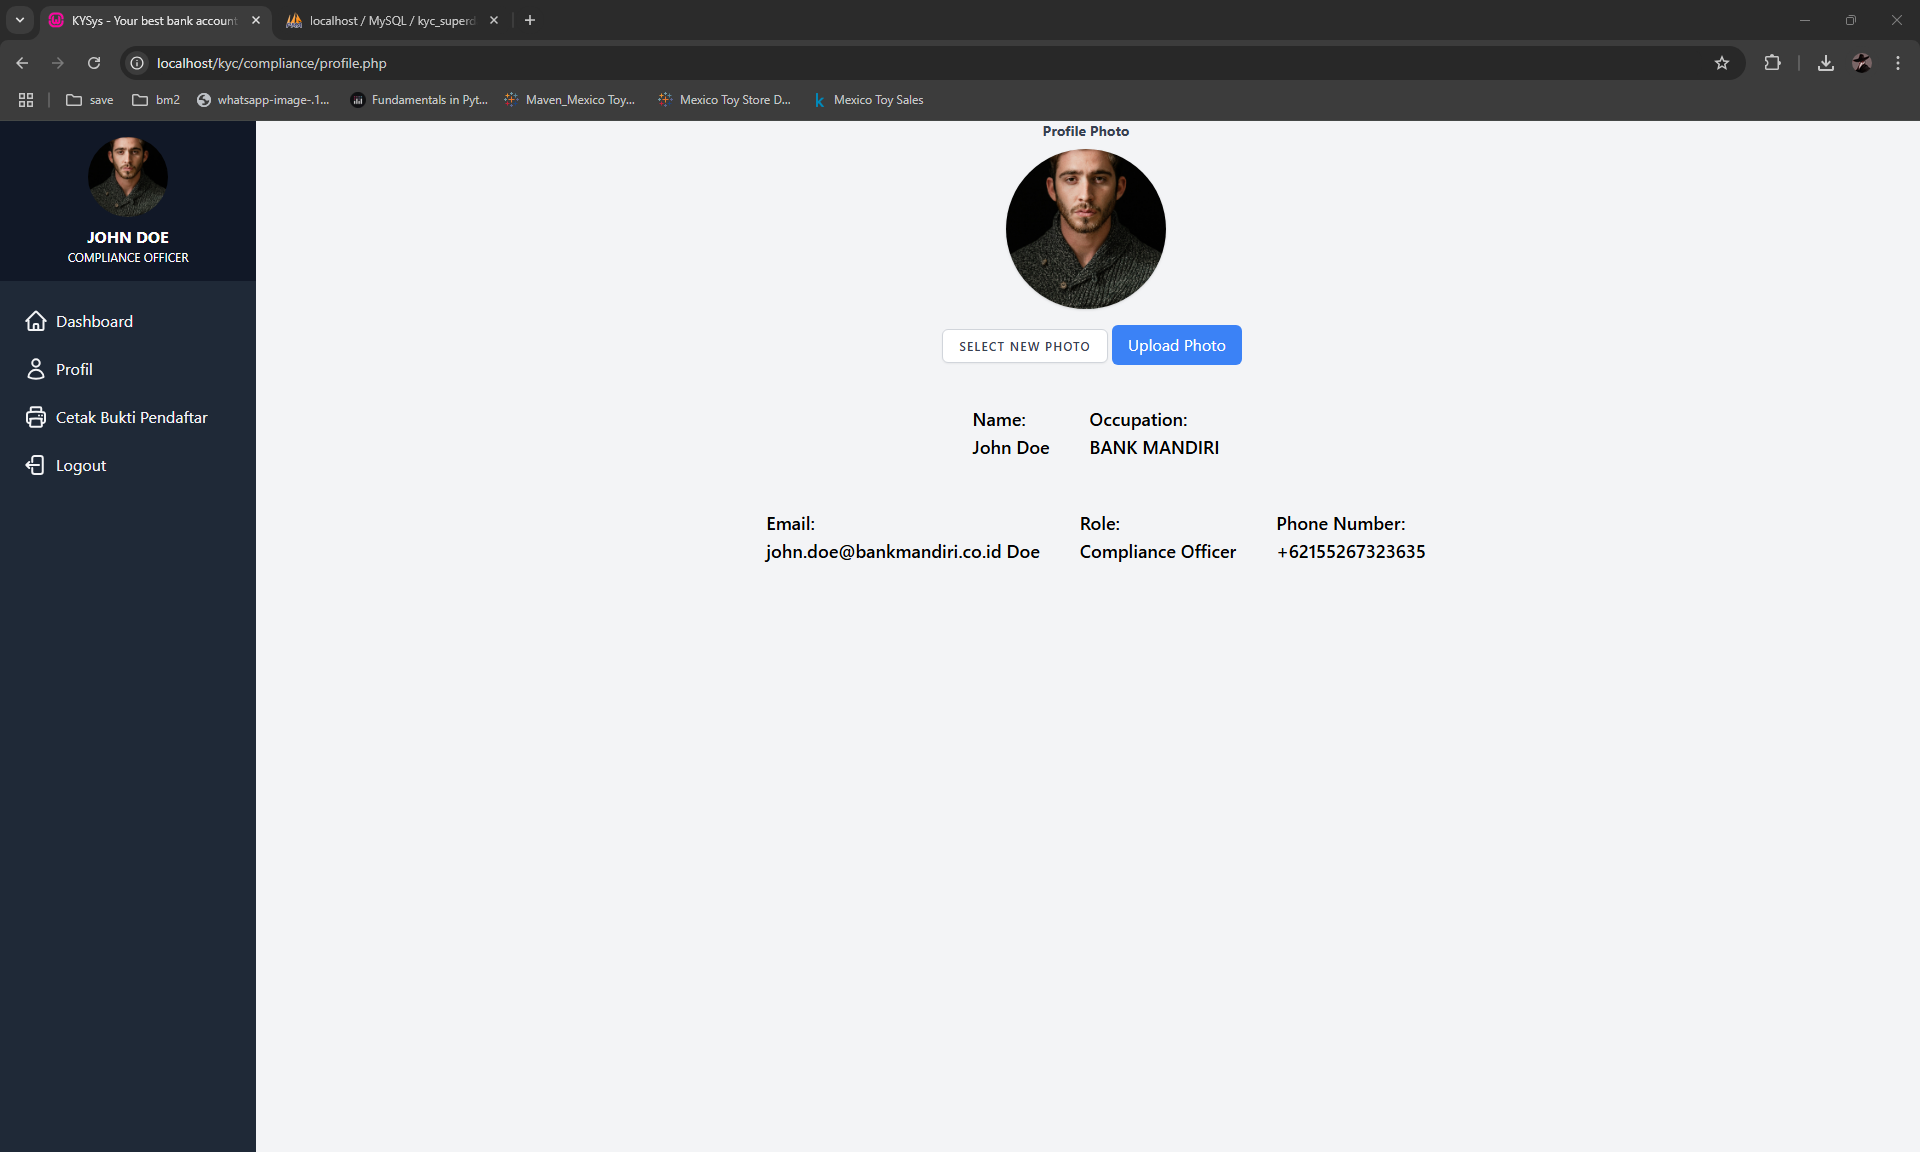 KYSys - Your best bank account
localhost / MySQL / kyc_superd
localhost/kyc/compliance/profile.php
save
bm2
whatsapp-image-.1...
Fundamentals in Pyt...
Maven_Mexico Toy...
Mexico Toy Store D...
Mexico Toy Sales
JOHN DOE
COMPLIANCE OFFICER
Dashboard
Profil
Cetak Bukti Pendaftar
Logout
Profile Photo
SELECT NEW PHOTO
Upload Photo
Name:
John Doe
Occupation:
BANK MANDIRI
Email:
john.doe@bankmandiri.co.id Doe
Role:
Compliance Officer
Phone Number:
+62155267323635